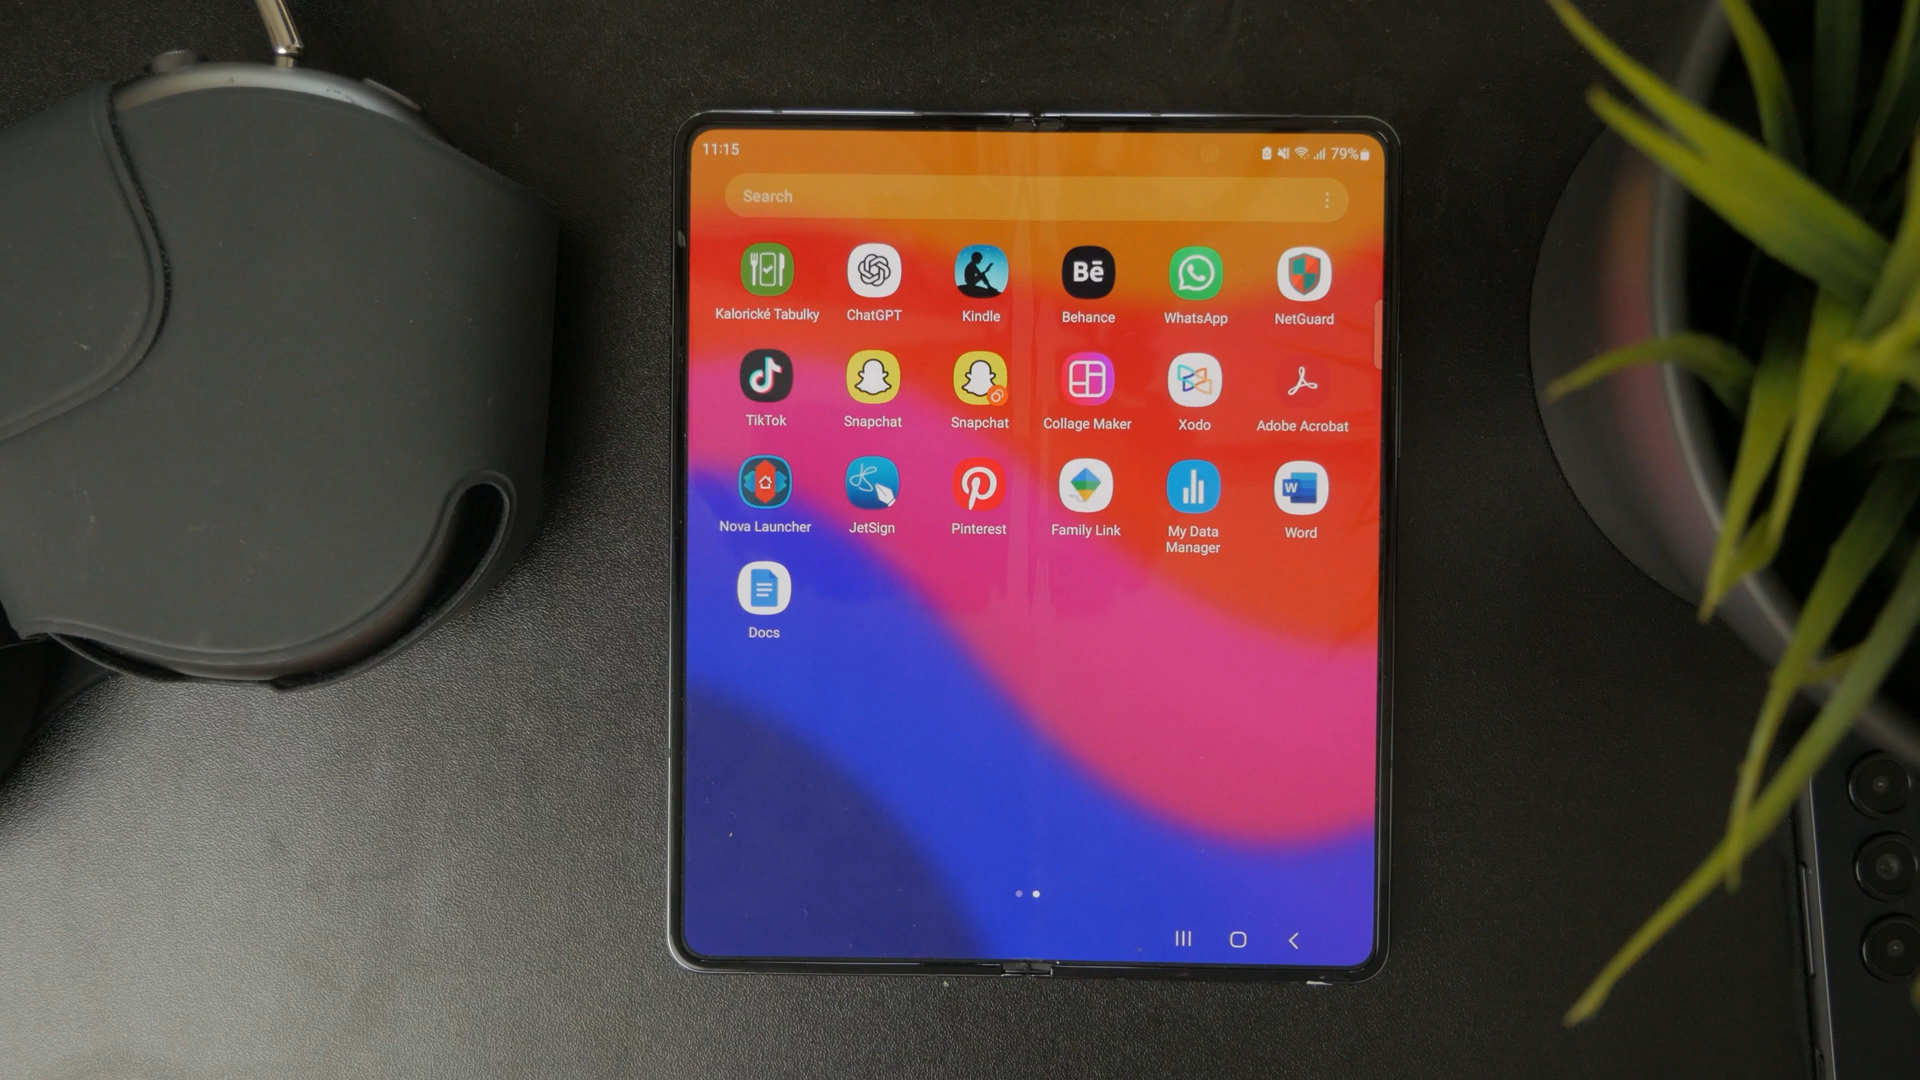 11:15
79%
Search
Bē
Kalorické Tabulky
ChatGPT
Kindle
Behance
WhatsApp
NetGuard
TikTok
Snapchat
Snapchat
Collage Maker
Xodo
Adobe Acrobat
W
Nova Launcher
JetSign
Pinterest
Family Link
My Data
Manager
Word
Docs